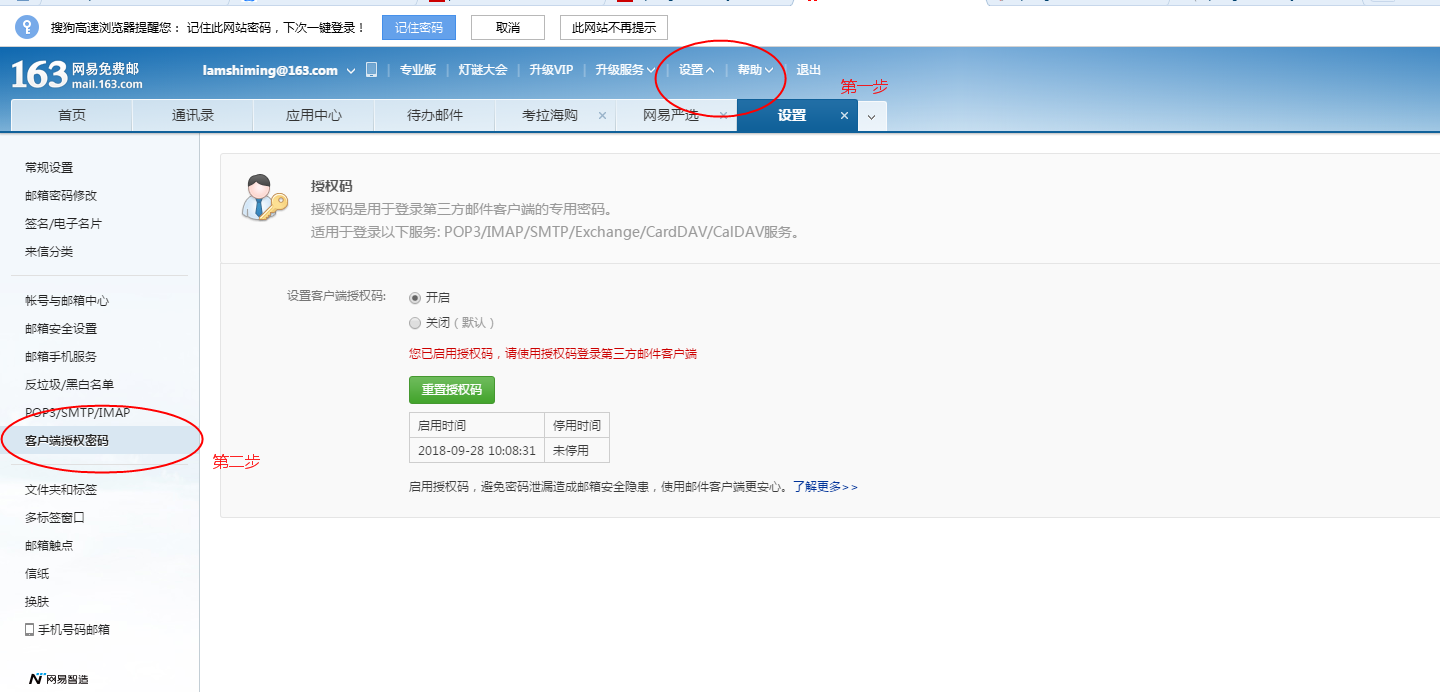 搜狗高速浏览器提醒您： 记住此网站密码，下次一键登录！ 记住密码 取消 此网站不再提示
163 网易免费邮 mail.163.com
lamshiming@163.com 专业版 灯谜大会 升级VIP 升级服务 设置 帮助 退出
第一步
首页 通讯录 应用中心 待办邮件 考拉海购 × 网易严选 × 设置 ×
常规设置
邮箱密码修改
签名/电子名片
来信分类
帐号与邮箱中心
邮箱安全设置
邮箱手机服务
反垃圾/黑白名单
POP3/SMTP/IMAP
客户端授权密码
第二步
文件夹和标签
多标签窗口
邮箱触点
信纸
换肤
手机号码邮箱
网易智造
授权码
授权码是用于登录第三方邮件客户端的专用密码。
适用于登录以下服务: POP3/IMAP/SMTP/Exchange/CardDAV/CalDAV服务。
设置客户端授权码: 开启
关闭（默认）
您已启用授权码，请使用授权码登录第三方邮件客户端
重置授权码
启用时间 停用时间
2018-09-28 10:08:31 未停用
启用授权码，避免密码泄漏造成邮箱安全隐患，使用邮件客户端更安心。了解更多>>